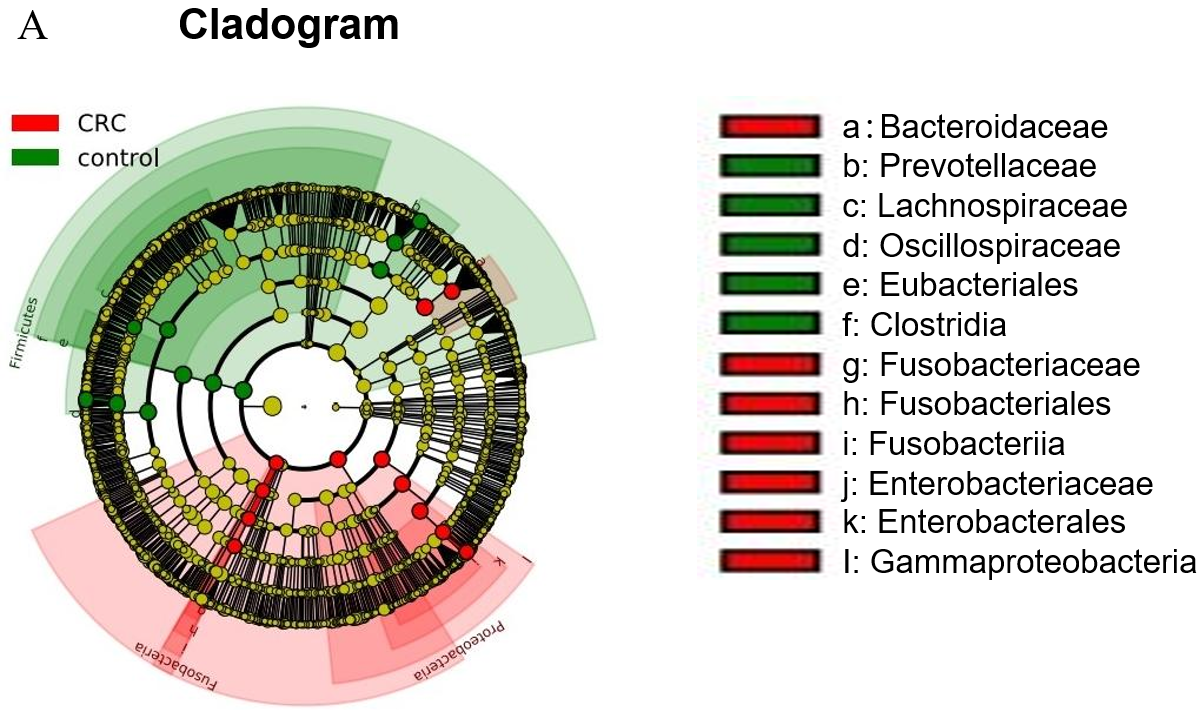 A
Cladogram
CRC
control
a: Bacteroidaceae
b: Prevotellaceae
c: Lachnospiraceae
d: Oscillospiraceae
e: Eubacteriales
f: Clostridia
g: Fusobacteriaceae
h: Fusobacteriales
i: Fusobacteriia
j: Enterobacteriaceae
k: Enterobacterales
l: Gammaproteobacteria
b
a
c
Firmicutes
f
e
d
g
h
i
Fusobacteria
j
k
l
Proteobacteria